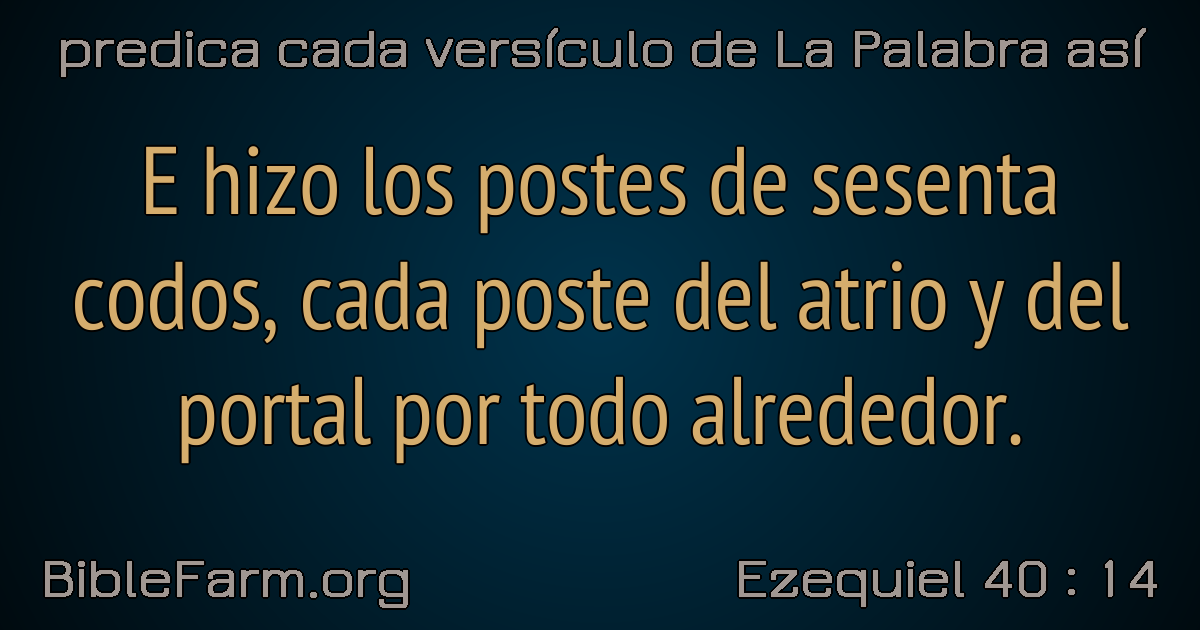 predica cada versículo de La Palabra así
E hizo los postes de sesenta
codos, cada poste del atrio y del
portal por todo alrededor.
BibleFarm.org
Ezequiel 40 : 14